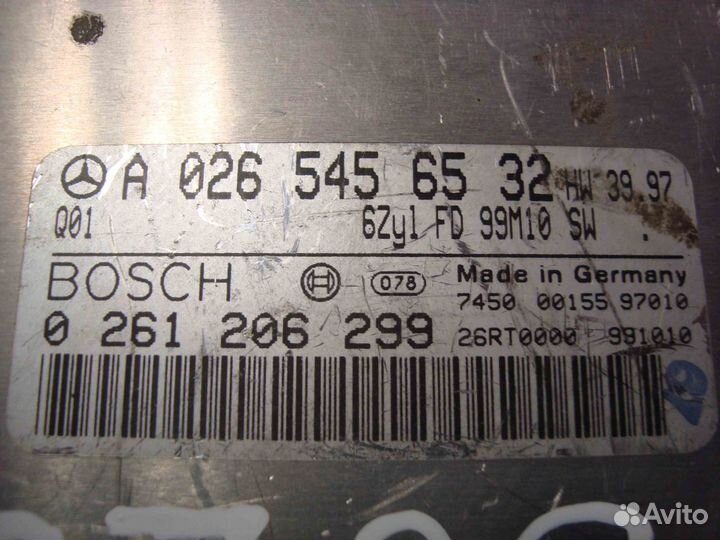 A 026 545 65 32 HW 39.97
Q01 6Zyl FD 99M10 SW .
BOSCH 078 Made in Germany
7450 00155 97010
0 261 206 299 26RT0000 991010
Avito